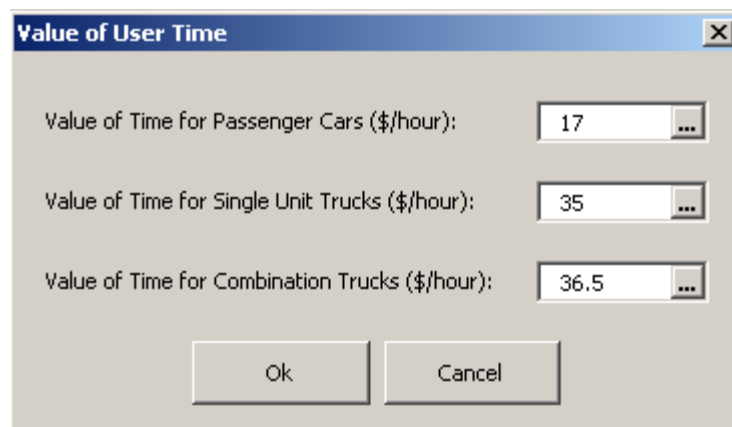 Value of User Time
Value of Time for Passenger Cars ($/hour): 17 ...
Value of Time for Single Unit Trucks ($/hour): 35 ...
Value of Time for Combination Trucks ($/hour): 36.5 ...
Ok Cancel